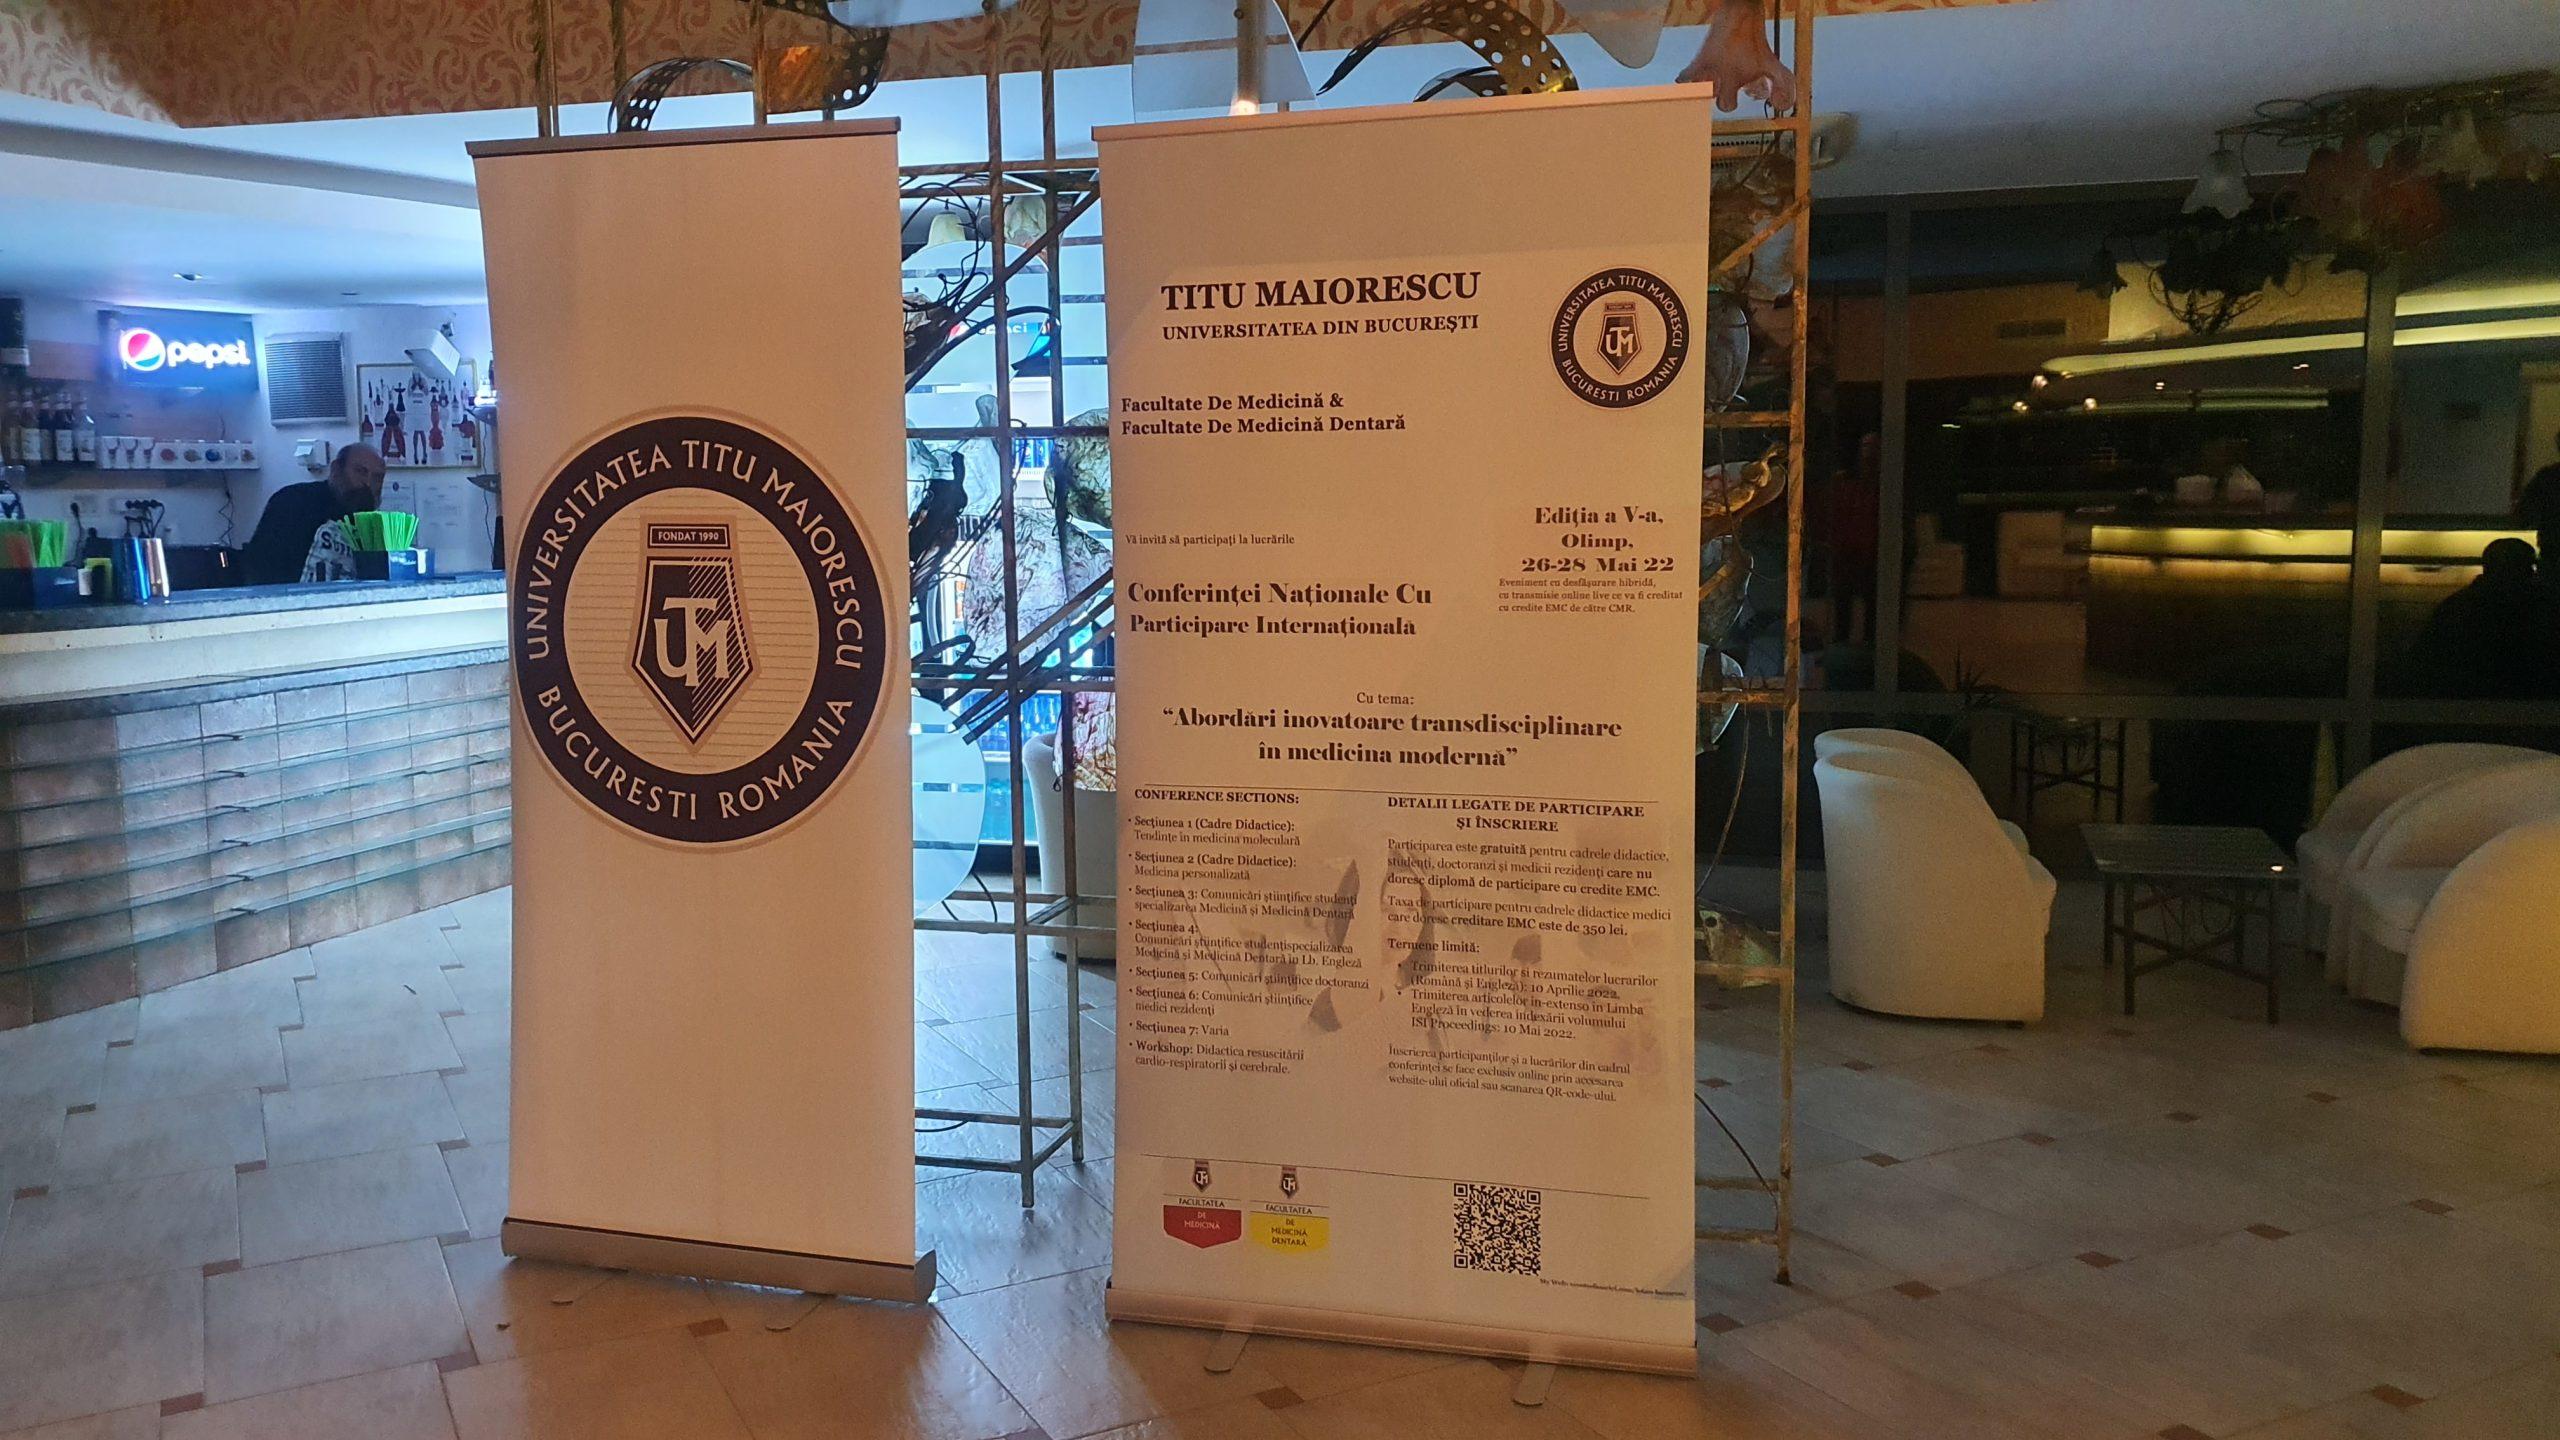 pepsi
UNIVERSITATEA TITU MAIORESCU
BUCURESTI ROMANIA
FONDAT 1990
UTM
TITU MAIORESCU
UNIVERSITATEA DIN BUCUREȘTI
UNIVERSITATEA TITU MAIORESCU
BUCURESTI ROMANIA
UTM
Facultate De Medicină &
Facultate De Medicină Dentară
Ediția a V-a,
Olimp,
26-28 Mai 22
Eveniment cu desfășurare hibridă,
cu transmisie online live ce va fi creditat
cu credite EMC de către CMR.
Vă invită să participați la lucrările
Conferinței Naționale Cu
Participare Internațională
Cu tema:
“Abordări inovatoare transdisciplinare
în medicina modernă”
CONFERENCE SECTIONS:
• Secțiunea 1 (Cadre Didactice):
Tendințe în medicina moleculară
• Secțiunea 2 (Cadre Didactice):
Medicina personalizată
• Secțiunea 3: Comunicări științifice studenți
specializarea Medicină și Medicină Dentară
• Secțiunea 4:
Comunicări științifice studențispecializarea
Medicină și Medicină Dentară în Lb. Engleză
• Secțiunea 5: Comunicări științifice doctoranzi
• Secțiunea 6: Comunicări științifice
medici rezidenți
• Secțiunea 7: Varia
• Workshop: Didactica resuscitării
cardio-respiratorii și cerebrale.
DETALII LEGATE DE PARTICIPARE
ȘI ÎNSCRIERE
Participarea este gratuită pentru cadrele didactice,
studenți, doctoranzi și medicii rezidenți care nu
doresc diplomă de participare cu credite EMC.
Taxa de participare pentru cadrele didactice medici
care doresc creditare EMC este de 350 lei.
Termene limită:
• Trimiterea titlurilor si rezumatelor lucrarilor
(Română și Engleză): 10 Aprilie 2022.
• Trimiterea articolelor in-extenso în Limba
Engleză în vederea indexării volumului
ISI Proceedings: 10 Mai 2022.
Înscrierea participanților și a lucrărilor din cadrul
conferinței se face exclusiv online prin accesarea
website-ului oficial sau scanarea QR-code-ului.
UTM
FACULTATEA
DE
MEDICINĂ
UTM
FACULTATEA
DE
MEDICINĂ
DENTARĂ